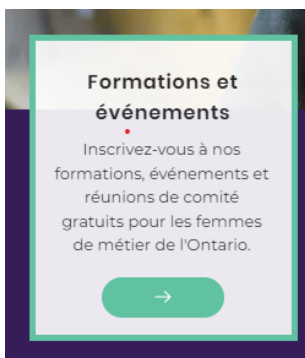 Formations et
événements
Inscrivez-vous à nos
formations, événements et
réunions de comité
gratuits pour les femmes
de métier de l'Ontario.